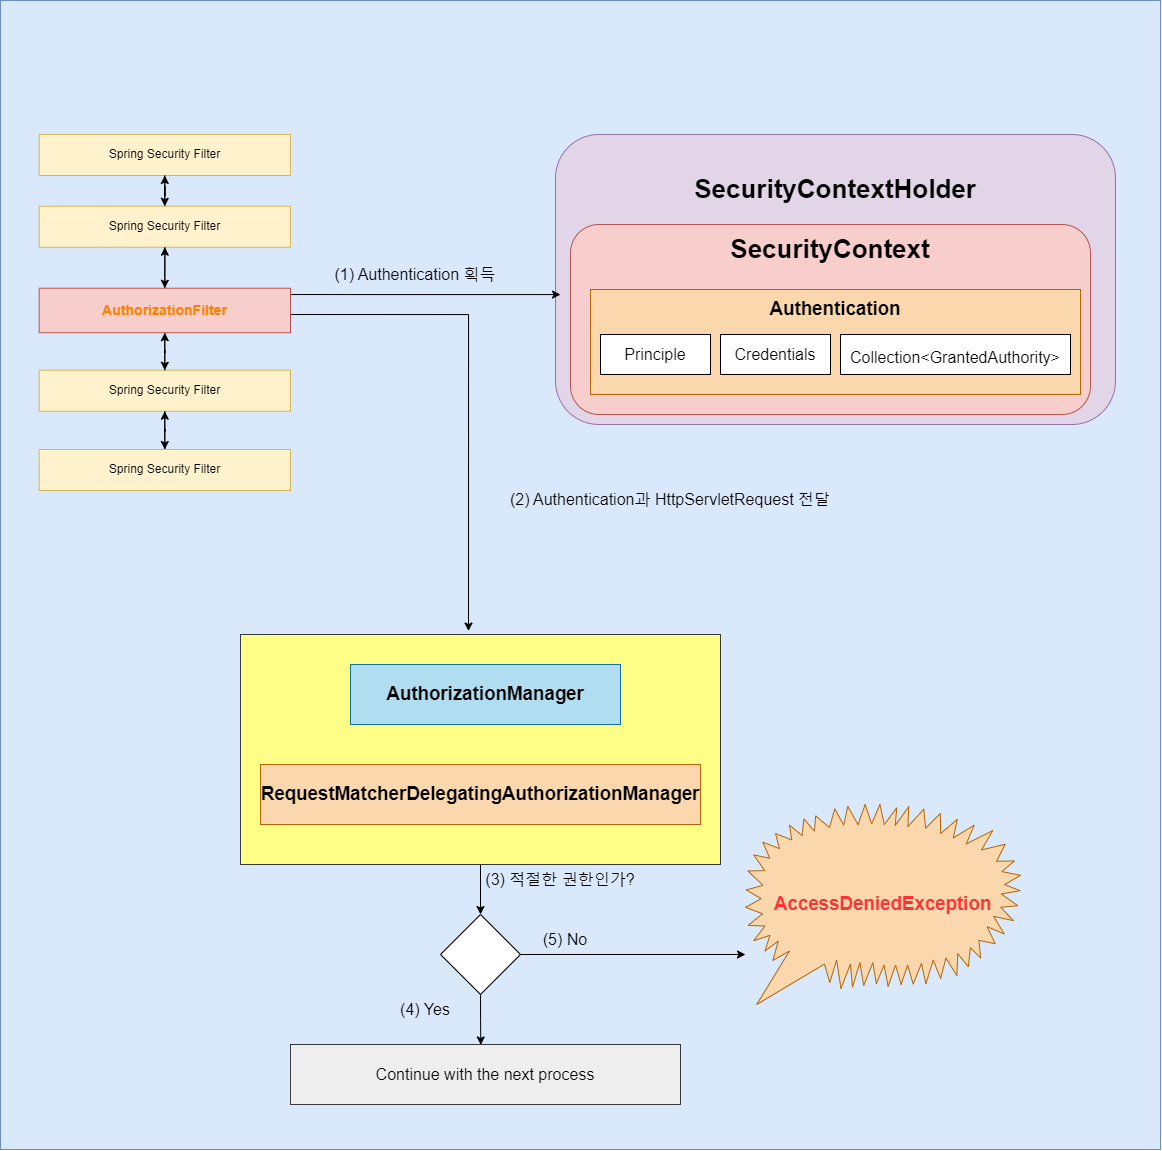 Spring Security Filter
Spring Security Filter
AuthorizationFilter
Spring Security Filter
Spring Security Filter
(1) Authentication 획득
SecurityContextHolder
SecurityContext
Authentication
Principle
Credentials
Collection<GrantedAuthority>
(2) Authentication과 HttpServletRequest 전달
AuthorizationManager
RequestMatcherDelegatingAuthorizationManager
(3) 적절한 권한인가?
(5) No
AccessDeniedException
(4) Yes
Continue with the next process